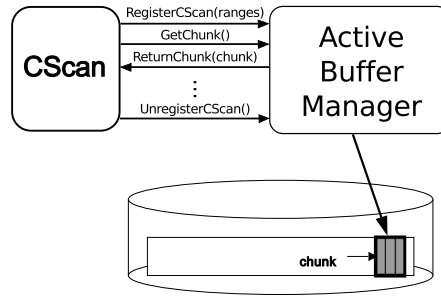 RegisterCScan(ranges)
GetChunk()
ReturnChunk(chunk)
UnregisterCScan()
CScan
Active
Buffer
Manager
chunk